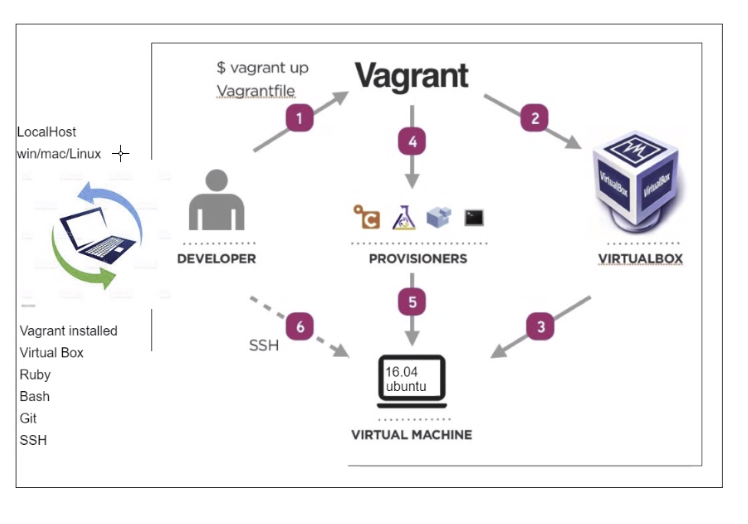 $ vagrant up
Vagrantfile
Vagrant
1
2
4
LocalHost
win/mac/Linux
VirtualBox
VirtualBox
DEVELOPER
PROVISIONERS
VIRTUALBOX
6
5
3
SSH
16.04
ubuntu
VIRTUAL MACHINE
Vagrant installed
Virtual Box
Ruby
Bash
Git
SSH